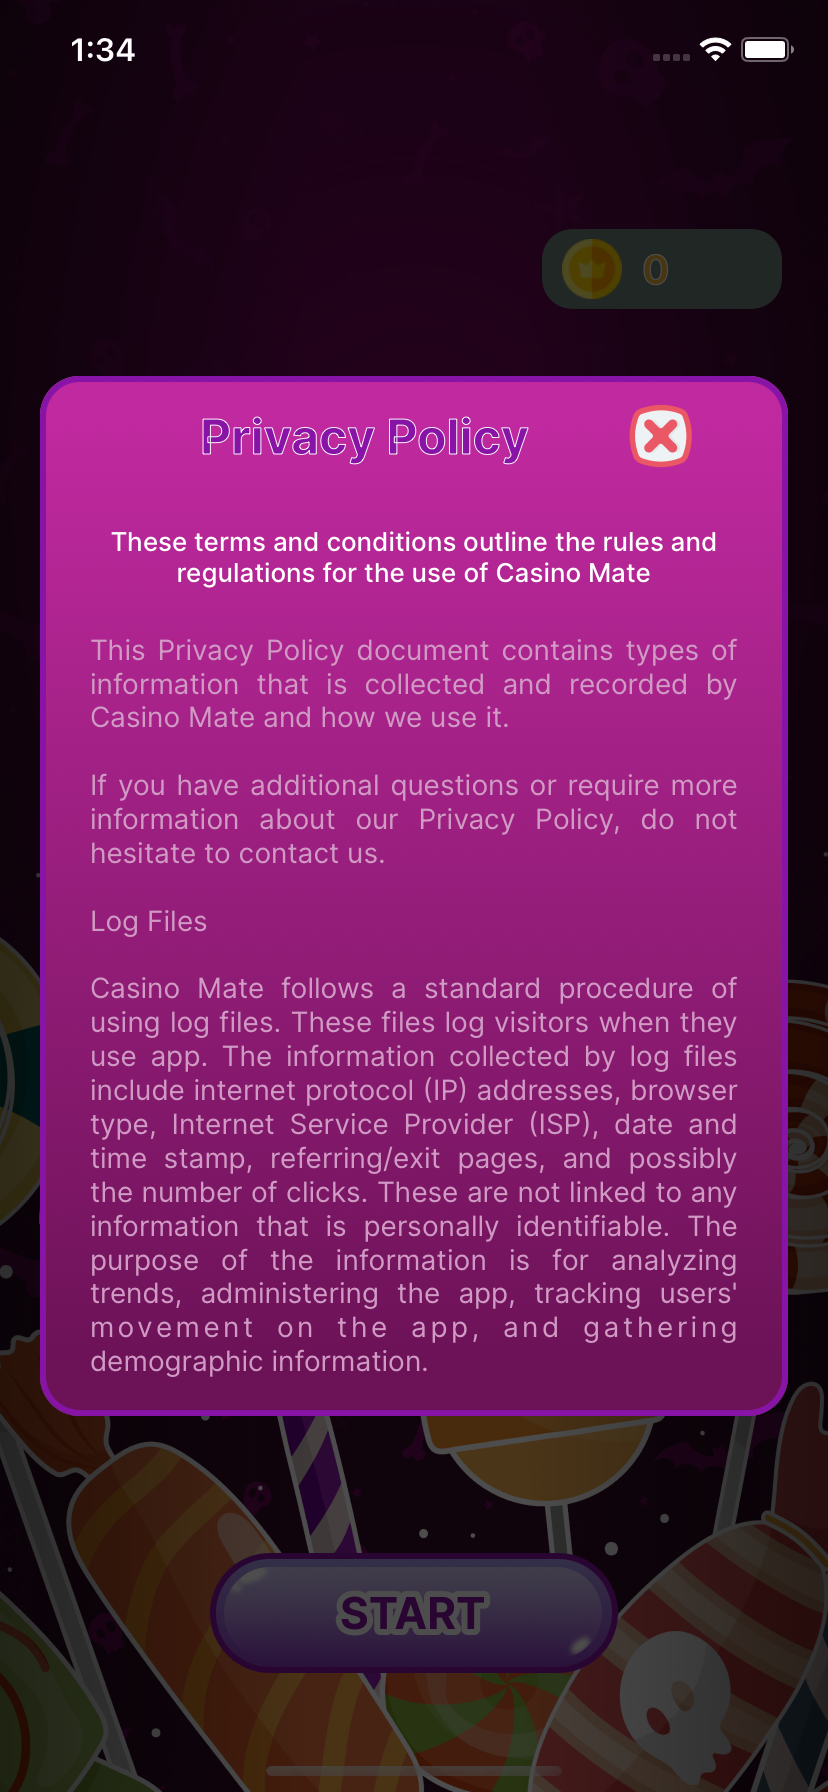 1:34
0
Privacy Policy
These terms and conditions outline the rules and
regulations for the use of Casino Mate
This Privacy Policy document contains types of
information that is collected and recorded by
Casino Mate and how we use it.
If you have additional questions or require more
information about our Privacy Policy, do not
hesitate to contact us.
Log Files
Casino Mate follows a standard procedure of
using log files. These files log visitors when they
use app. The information collected by log files
include internet protocol (IP) addresses, browser
type, Internet Service Provider (ISP), date and
time stamp, referring/exit pages, and possibly
the number of clicks. These are not linked to any
information that is personally identifiable. The
purpose of the information is for analyzing
trends, administering the app, tracking users'
movement on the app, and gathering
demographic information.
START